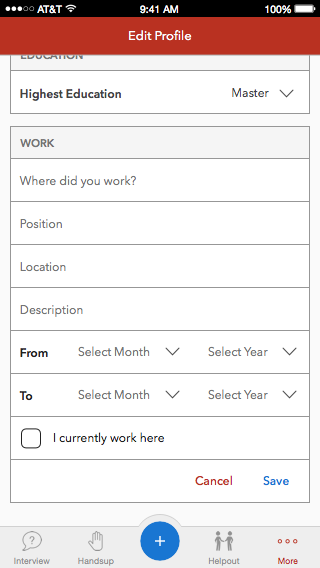 AT&T 9:41 AM 100%
Edit Profile
EDUCATION
Highest Education Master
WORK
Where did you work?
Position
Location
Description
From Select Month Select Year
To Select Month Select Year
I currently work here
Cancel Save
+
Interview Handsup Helpout More